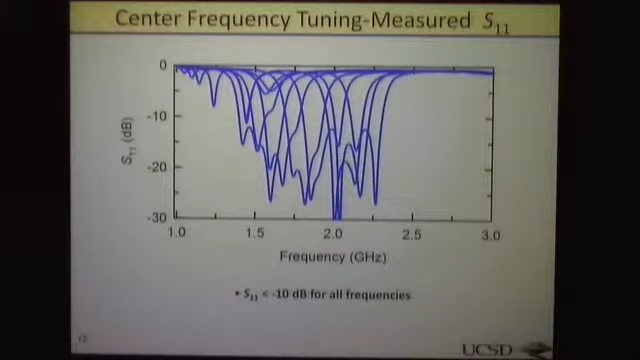 Center Frequency Tuning-Measured S11
0
-10
-20
-30
S11 (dB)
1.0 1.5 2.0 2.5 3.0
Frequency (GHz)
• S11 < -10 dB for all frequencies
12
UCSD